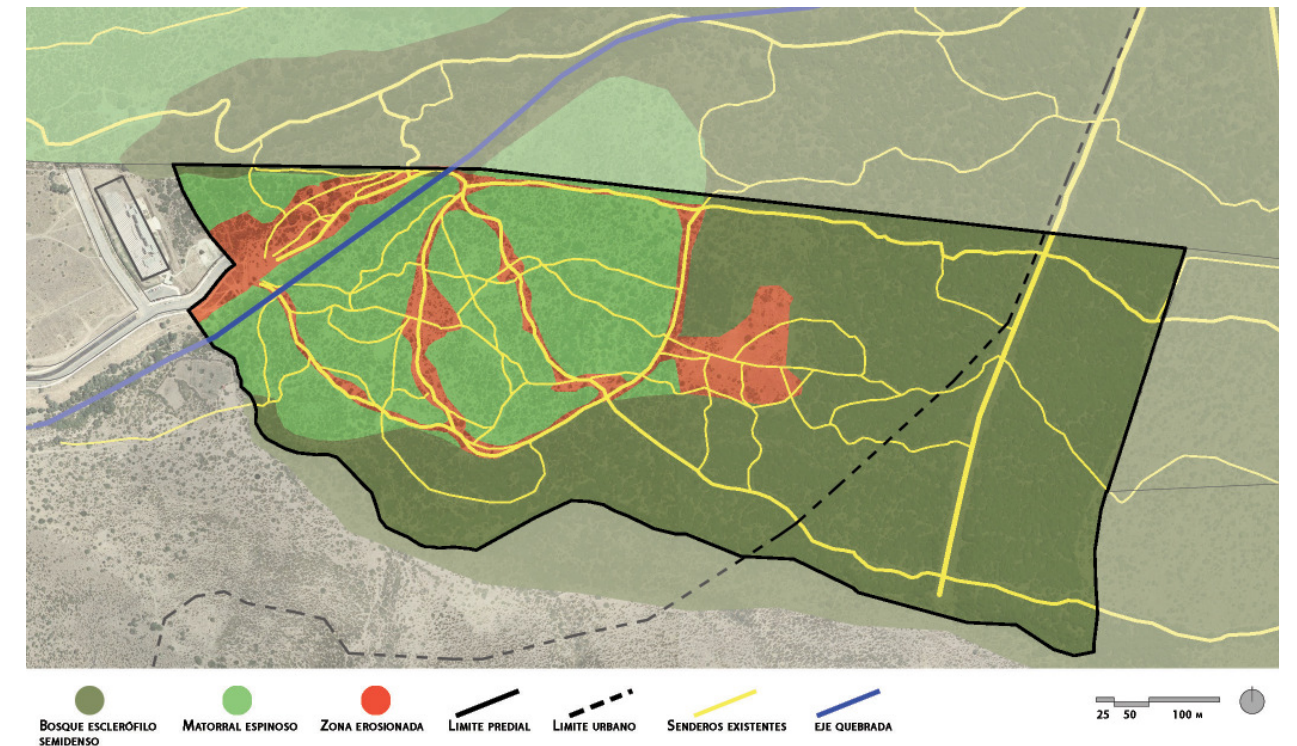 BOSQUE ESCLERÓFILO
SEMIDENSO
MATORRAL ESPINOSO
ZONA EROSIONADA
LIMITE PREDIAL
LIMITE URBANO
SENDEROS EXISTENTES
EJE QUEBRADA
25 50 100 M